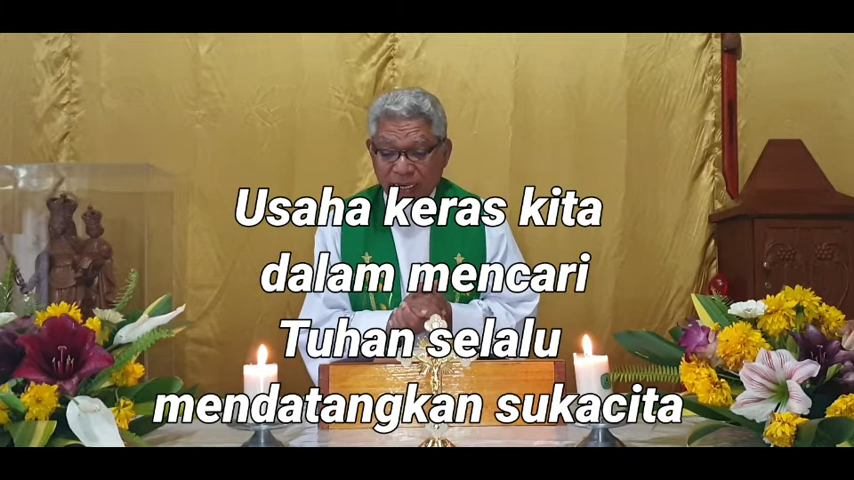 Usaha keras kita
dalam mencari
Tuhan selalu
mendatangkan sukacita